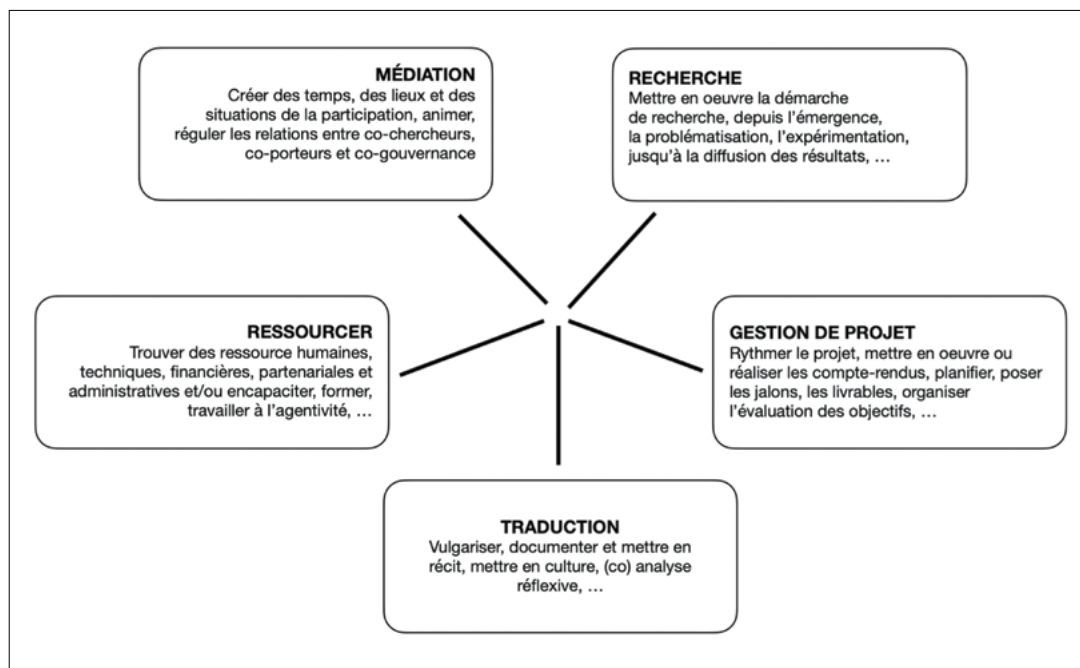 MÉDIATION
Créer des temps, des lieux et des
situations de la participation, animer,
réguler les relations entre co-chercheurs,
co-porteurs et co-gouvernance
RECHERCHE
Mettre en oeuvre la démarche
de recherche, depuis l'émergence,
la problématisation, l'expérimentation,
jusqu'à la diffusion des résultats, …
RESSOURCER
Trouver des ressource humaines,
techniques, financières, partenariales et
administratives et/ou encapaciter, former,
travailler à l'agentivité, …
GESTION DE PROJET
Rythmer le projet, mettre en oeuvre ou
réaliser les compte-rendus, planifier, poser
les jalons, les livrables, organiser
l'évaluation des objectifs, …
TRADUCTION
Vulgariser, documenter et mettre en
récit, mettre en culture, (co) analyse
réflexive, …